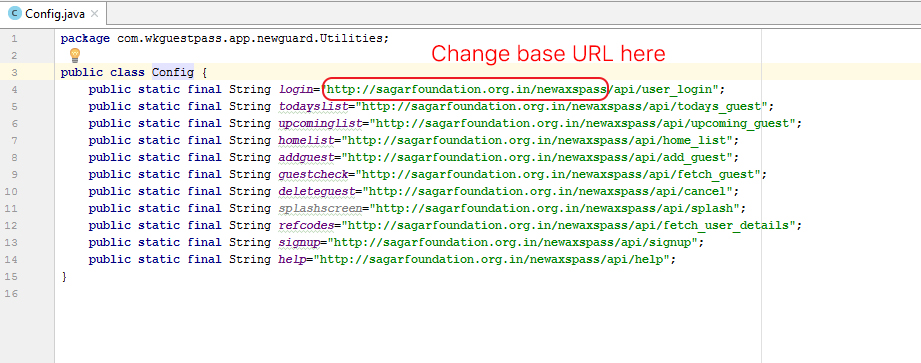 Config.java
1 package com.wkguestpass.app.newguard.Utilities;
2
Change base URL here
3 public class Config {
4 public static final String login="http://sagarfoundation.org.in/newaxspass/api/user_login";
5 public static final String todayslist="http://sagarfoundation.org.in/newaxspass/api/todays_guest";
6 public static final String upcominglist="http://sagarfoundation.org.in/newaxspass/api/upcoming_guest";
7 public static final String homelist="http://sagarfoundation.org.in/newaxspass/api/home_list";
8 public static final String addguest="http://sagarfoundation.org.in/newaxspass/api/add_guest";
9 public static final String guestcheck="http://sagarfoundation.org.in/newaxspass/api/fetch_guest";
10 public static final String deleteguest="http://sagarfoundation.org.in/newaxspass/api/cancel";
11 public static final String splashscreen="http://sagarfoundation.org.in/newaxspass/api/splash";
12 public static final String refcodes="http://sagarfoundation.org.in/newaxspass/api/fetch_user_details";
13 public static final String signup="http://sagarfoundation.org.in/newaxspass/api/signup";
14 public static final String help="http://sagarfoundation.org.in/newaxspass/api/help";
15 }
16